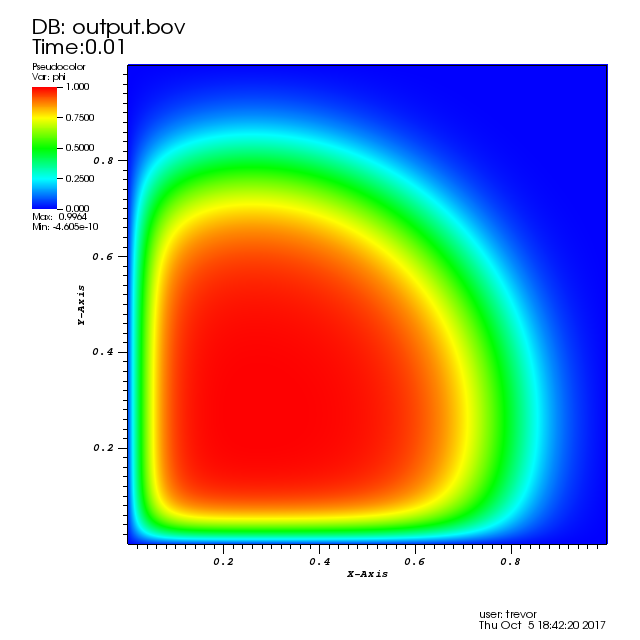 DB: output.bov
Time:0.01
Pseudocolor
Var: phi
1.000
0.7500
0.5000
0.2500
0.000
Max: 0.9964
Min: -4.605e-10
0.8
0.6
0.4
0.2
Y-Axis
0.2 0.4 0.6 0.8
X-Axis
user: trevor
Thu Oct 5 18:42:20 2017